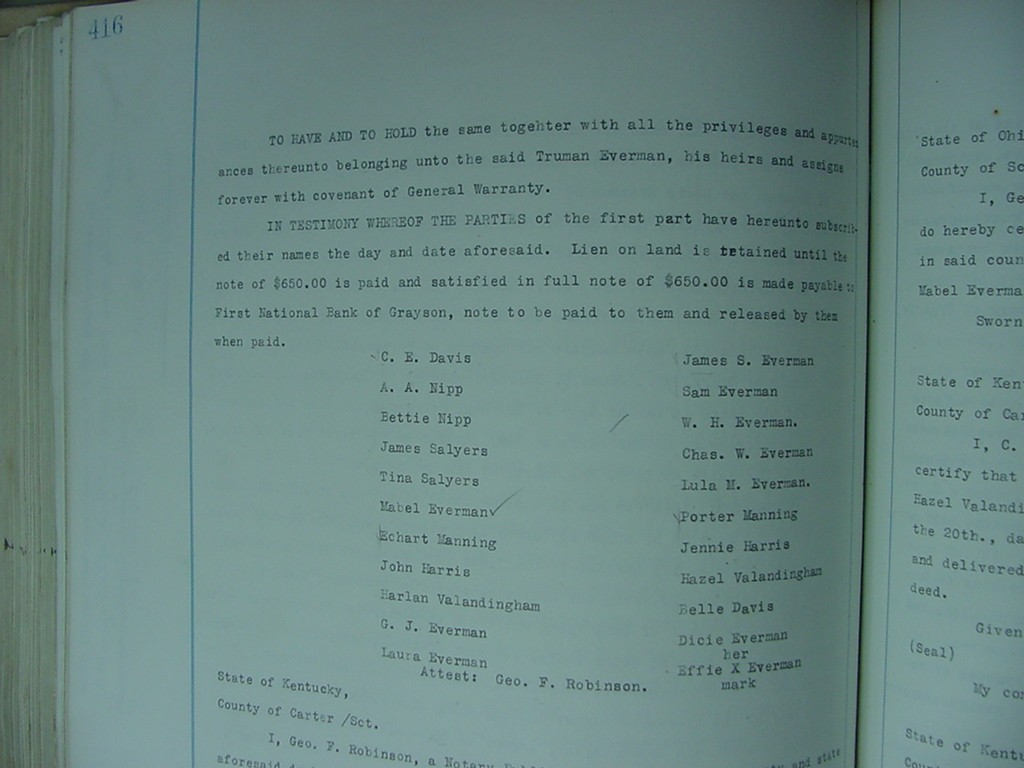 416
TO HAVE AND TO HOLD the same togehter with all the privileges and appurten
ances thereunto belonging unto the said Truman Everman, his heirs and assigns
forever with covenant of General Warranty.
IN TESTIMONY WHEREOF THE PARTIES of the first part have hereunto subscrib-
ed their names the day and date aforesaid. Lien on land is retained until the
note of $650.00 is paid and satisfied in full note of $650.00 is made payable to
First National Bank of Grayson, note to be paid to them and released by them
when paid.
C. E. Davis James S. Everman
A. A. Nipp Sam Everman
Bettie Nipp W. H. Everman.
James Salyers Chas. W. Everman
Tina Salyers Lula M. Everman.
Mabel Everman Porter Manning
Echart Manning Jennie Harris
John Harris Hazel Valandingham
Harlan Valandingham Belle Davis
G. J. Everman Dicie Everman
her
Laura Everman Effie X Everman
Attest: Geo. F. Robinson. mark
State of Kentucky,
County of Carter /Sct.
I, Geo. F. Robinson, a Notary
aforesaid and state
State of Ohi
County of Sc
I, Ge
do hereby ce
in said coun
Mabel Everma
Sworn
State of Ken
County of Car
I, C.
certify that
Hazel Valandi
the 20th., da
and delivered
deed.
Given
(Seal)
My co
State of Kentu
Coun